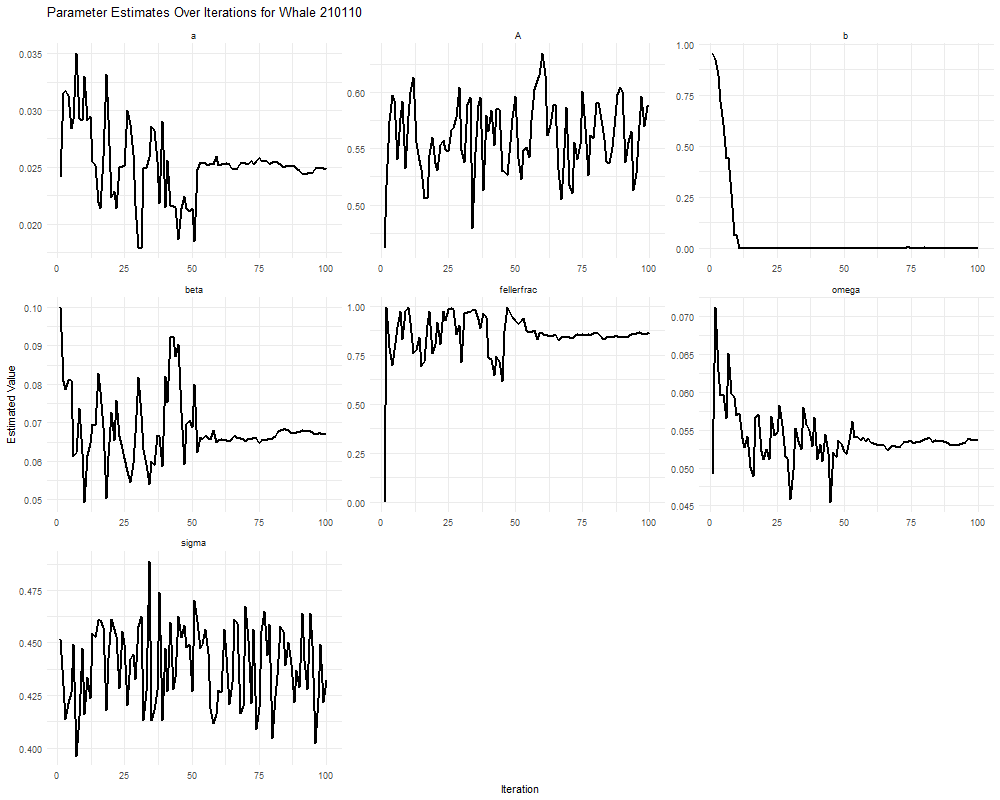 Parameter Estimates Over Iterations for Whale 210110
a
A
b
0.035
0.030
0.025
0.020
0 25 50 75 100
0.60
0.55
0.50
0 25 50 75 100
1.00
0.75
0.50
0.25
0.00
0 25 50 75 100
beta
fellerfrac
omega
Estimated Value
0.10
0.09
0.08
0.07
0.06
0.05
0 25 50 75 100
1.00
0.75
0.50
0.25
0.00
0 25 50 75 100
0.070
0.065
0.060
0.055
0.050
0.045
0 25 50 75 100
sigma
0.475
0.450
0.425
0.400
0 25 50 75 100
Iteration